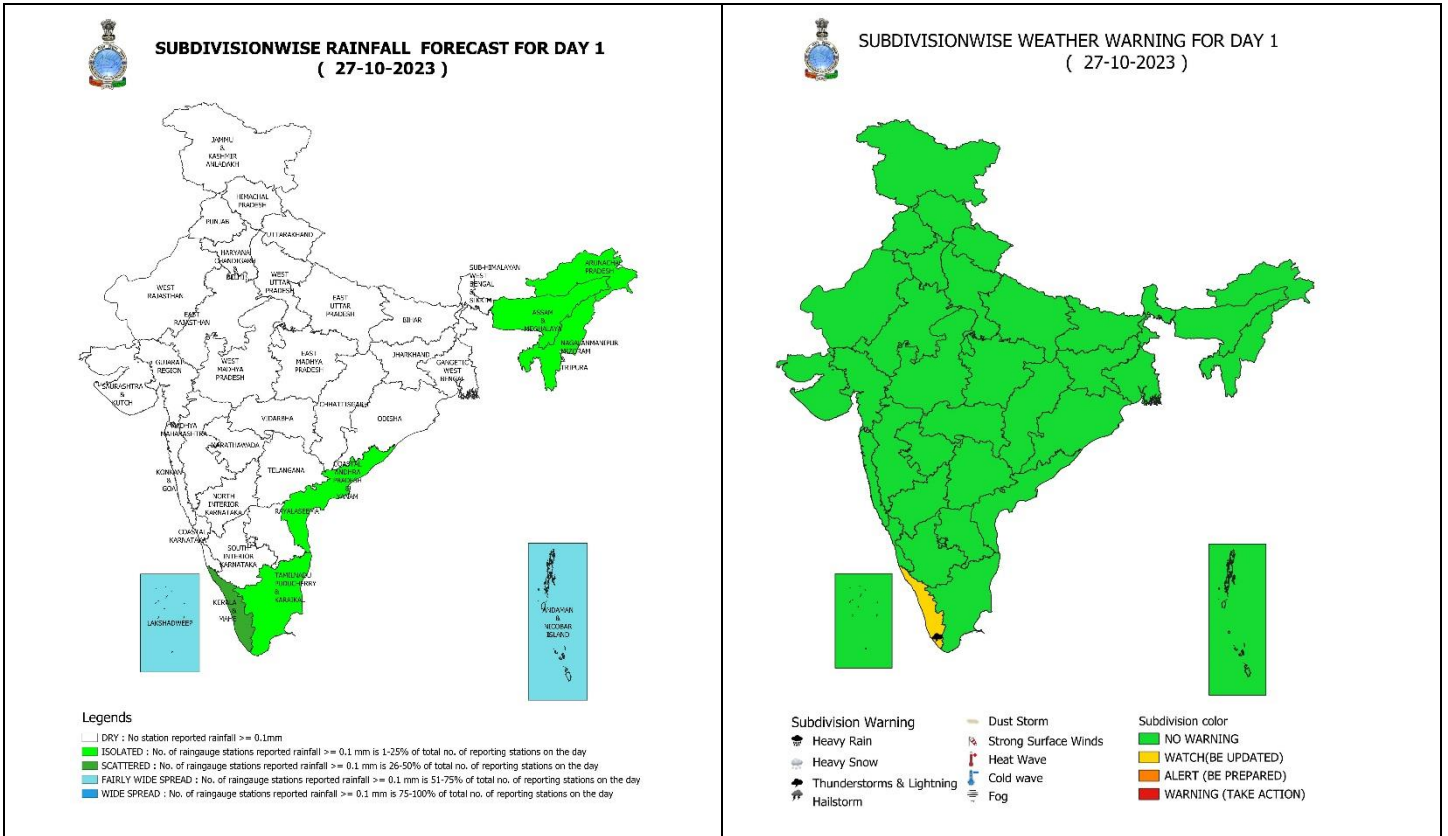 SUBDIVISIONWISE RAINFALL FORECAST FOR DAY 1
( 27-10-2023 )
JAMMU
&
KASHMIR
ANLADAKH
HIMACHAL
PRADESH
PUNJAB
UTTARAKHAND
HARYANA
CHANDIGARH
&
DELHI
WEST
RAJASTHAN
WEST
UTTAR
PRADESH
SUB-HIMALAYAN
WEST
BENGAL
&
SIKKIM
ARUNACHAL
PRADESH
EAST
RAJASTHAN
EAST
UTTAR
PRADESH
BIHAR
ASSAM
&
MEGHALAYA
NAGALANMANIPUR
MIZORAM
&
TRIPURA
GUJARAT
REGION
WEST
MADHYA
PRADESH
EAST
MADHYA
PRADESH
JHARKHAND
GANGETIC
WEST
BENGAL
SAURASHTRA
&
KUTCH
CHHATTISGARH
ODISHA
VIDARBHA
MADHYA
MAHARASHTRA
MARATHAWADA
KONKAN
&
GOA
TELANGANA
COASTAL
ANDHRA
PRADESH
&
YANAM
NORTH
INTERIOR
KARNATAKA
RAYALASEEMA
COASTAL
KARNATAKA
SOUTH
INTERIOR
KARNATAKA
TAMILNADU
PUDUCHERRY
&
KARAIKAL
KERALA
&
MAHE
LAKSHADWEEP
ANDAMAN
&
NICOBAR
ISLAND
Legends
DRY : No station reported rainfall >= 0.1mm
ISOLATED : No. of raingauge stations reported rainfall >= 0.1 mm is 1-25% of total no. of reporting stations on the day
SCATTERED : No. of raingauge stations reported rainfall >= 0.1 mm is 26-50% of total no. of reporting stations on the day
FAIRLY WIDE SPREAD : No. of raingauge stations reported rainfall >= 0.1 mm is 51-75% of total no. of reporting stations on the day
WIDE SPREAD : No. of raingauge stations reported rainfall >= 0.1 mm is 75-100% of total no. of reporting stations on the day
SUBDIVISIONWISE WEATHER WARNING FOR DAY 1
( 27-10-2023 )
Subdivision Warning
Heavy Rain
Heavy Snow
Thunderstorms & Lightning
Hailstorm
Dust Storm
Strong Surface Winds
Heat Wave
Cold wave
Fog
Subdivision color
NO WARNING
WATCH(BE UPDATED)
ALERT (BE PREPARED)
WARNING (TAKE ACTION)